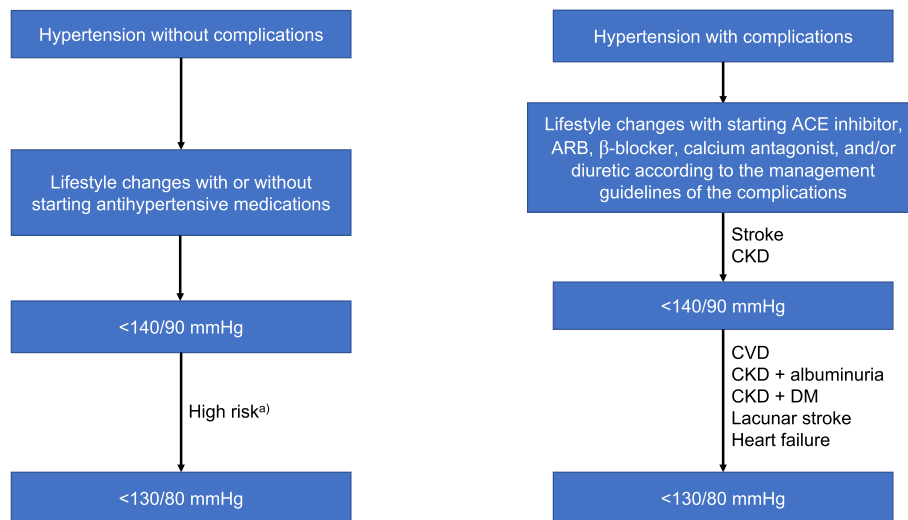 Hypertension without complications
Lifestyle changes with or without
starting antihypertensive medications
<140/90 mmHg
High risk^a)
<130/80 mmHg
Hypertension with complications
Lifestyle changes with starting ACE inhibitor,
ARB, β-blocker, calcium antagonist, and/or
diuretic according to the management
guidelines of the complications
Stroke
CKD
<140/90 mmHg
CVD
CKD + albuminuria
CKD + DM
Lacunar stroke
Heart failure
<130/80 mmHg